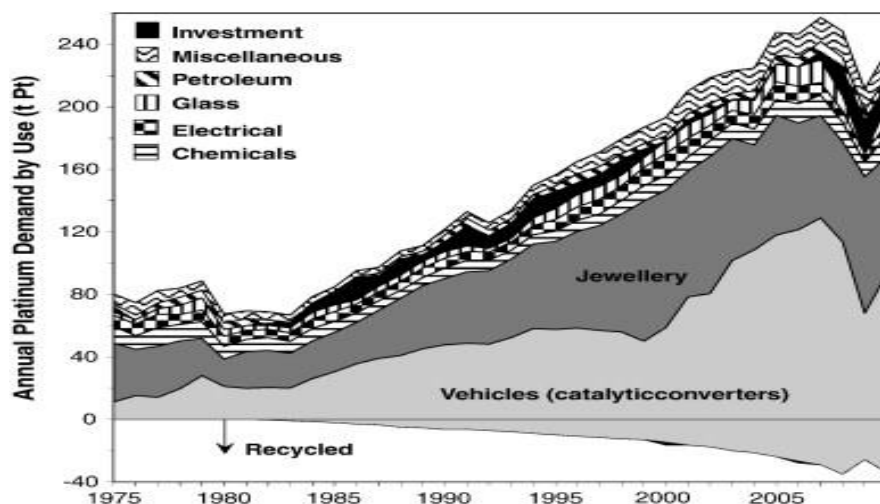 Annual Platinum Demand by Use (t Pt)
240
200
160
120
80
40
0
-40
Investment
Miscellaneous
Petroleum
Glass
Electrical
Chemicals
Jewellery
Vehicles (catalyticconverters)
Recycled
1975 1980 1985 1990 1995 2000 2005